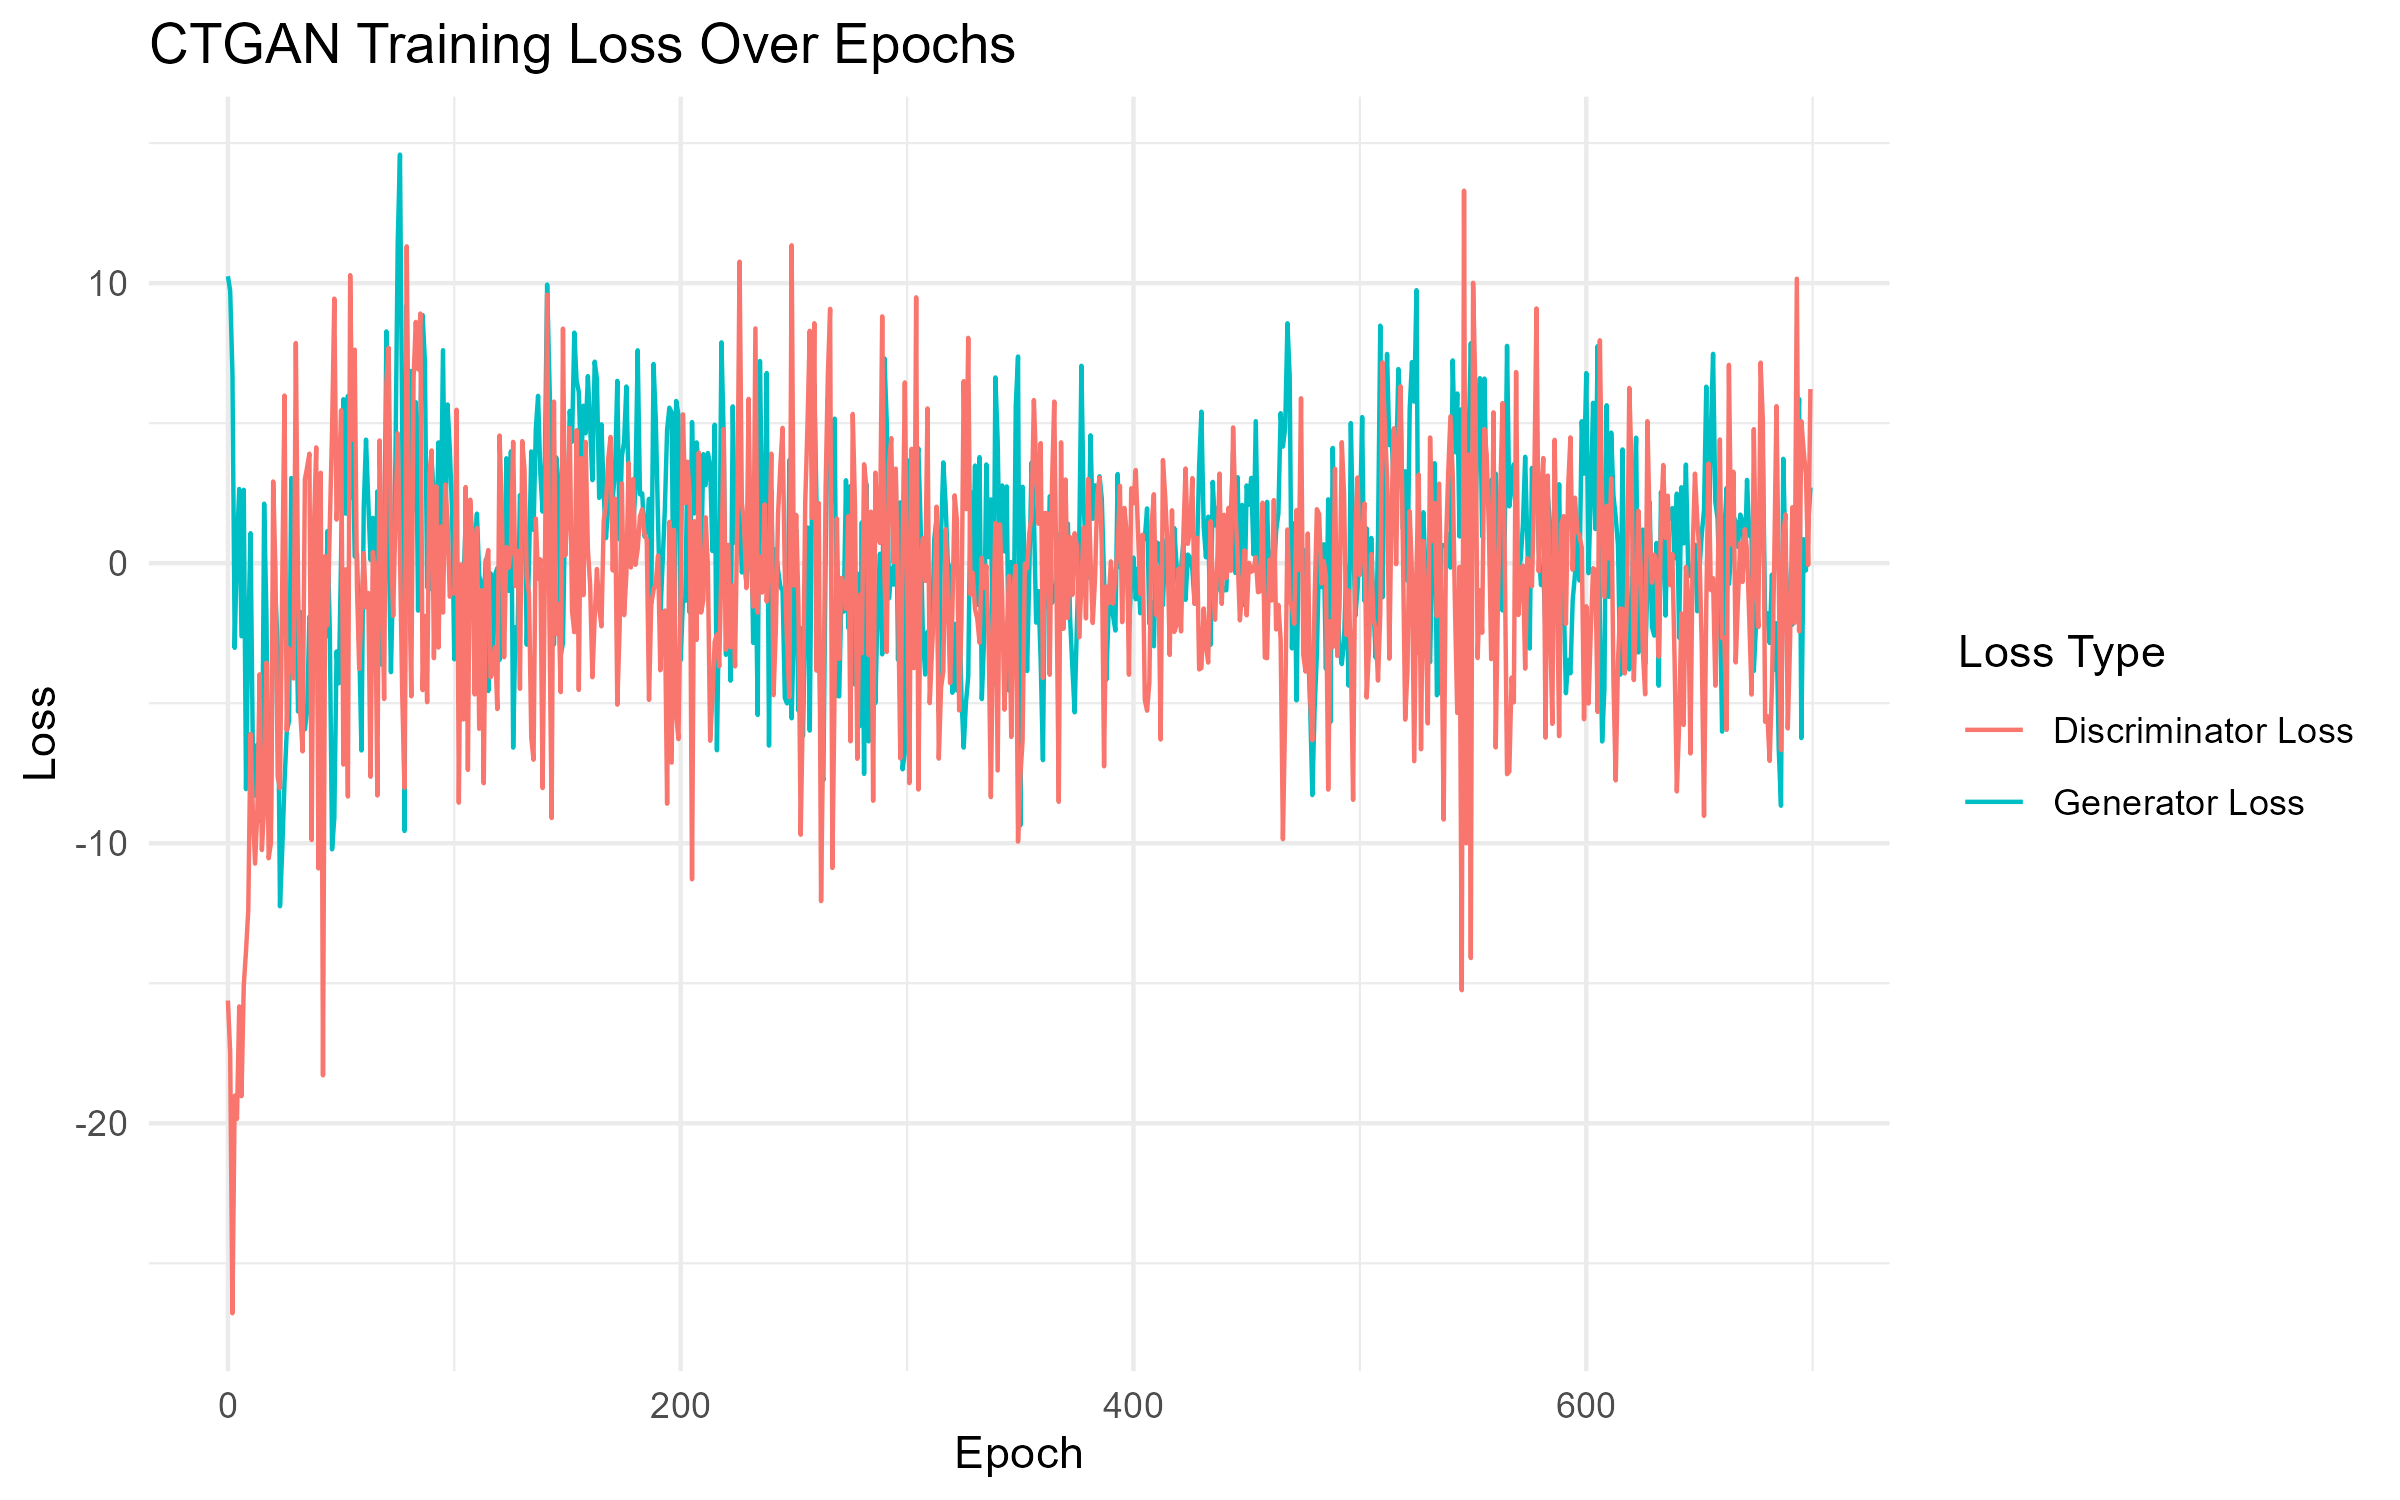 CTGAN Training Loss Over Epochs
10
0
-10
-20
Loss
0 200 400 600
Epoch
Loss Type
Discriminator Loss
Generator Loss